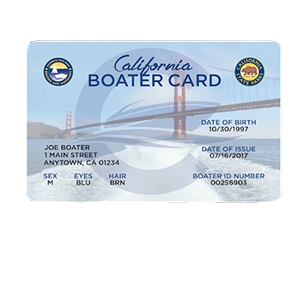 California
BOATER CARD
DATE OF BIRTH
10/30/1997
JOE BOATER
1 MAIN STREET
ANYTOWN, CA 01234
DATE OF ISSUE
07/16/2017
SEX EYES HAIR
M BLU BRN
BOATER ID NUMBER
00256903